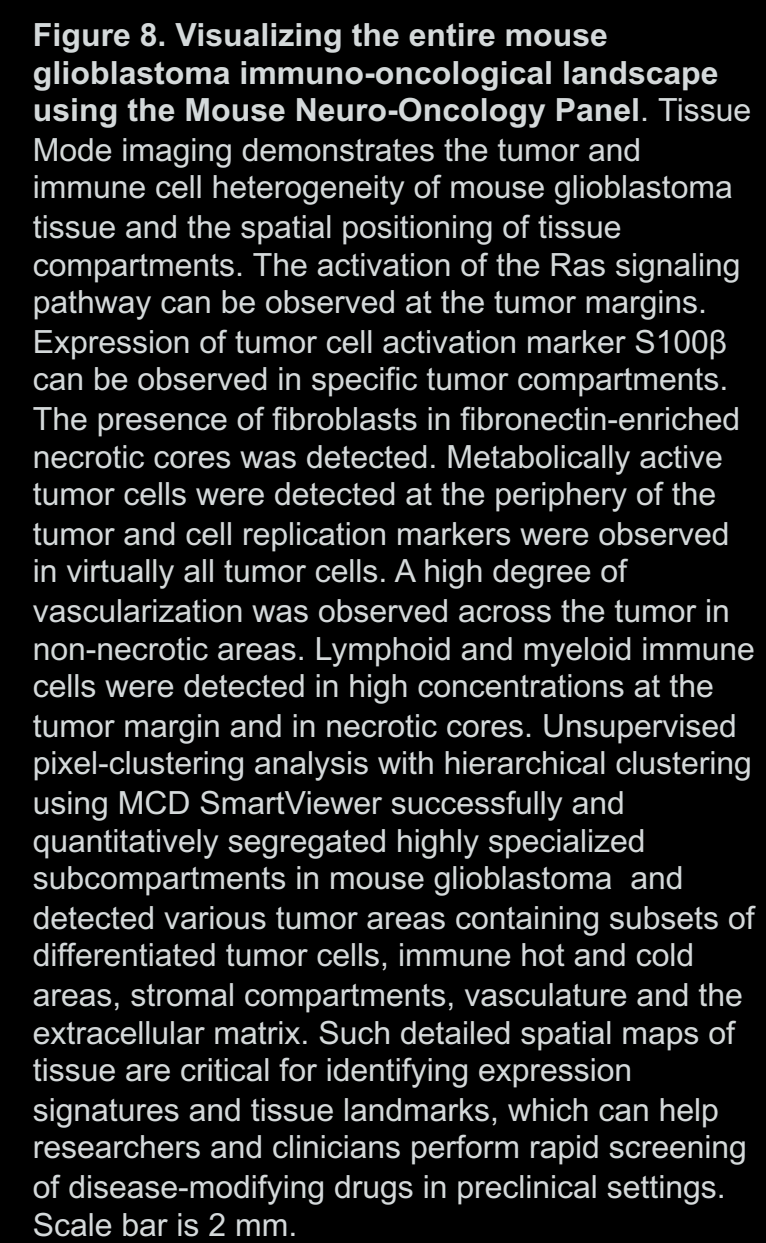 Figure 8. Visualizing the entire mouse
glioblastoma immuno-oncological landscape
using the Mouse Neuro-Oncology Panel. Tissue
Mode imaging demonstrates the tumor and
immune cell heterogeneity of mouse glioblastoma
tissue and the spatial positioning of tissue
compartments. The activation of the Ras signaling
pathway can be observed at the tumor margins.
Expression of tumor cell activation marker S100β
can be observed in specific tumor compartments.
The presence of fibroblasts in fibronectin-enriched
necrotic cores was detected. Metabolically active
tumor cells were detected at the periphery of the
tumor and cell replication markers were observed
in virtually all tumor cells. A high degree of
vascularization was observed across the tumor in
non-necrotic areas. Lymphoid and myeloid immune
cells were detected in high concentrations at the
tumor margin and in necrotic cores. Unsupervised
pixel-clustering analysis with hierarchical clustering
using MCD SmartViewer successfully and
quantitatively segregated highly specialized
subcompartments in mouse glioblastoma  and
detected various tumor areas containing subsets of
differentiated tumor cells, immune hot and cold
areas, stromal compartments, vasculature and the
extracellular matrix. Such detailed spatial maps of
tissue are critical for identifying expression
signatures and tissue landmarks, which can help
researchers and clinicians perform rapid screening
of disease-modifying drugs in preclinical settings.
Scale bar is 2 mm.